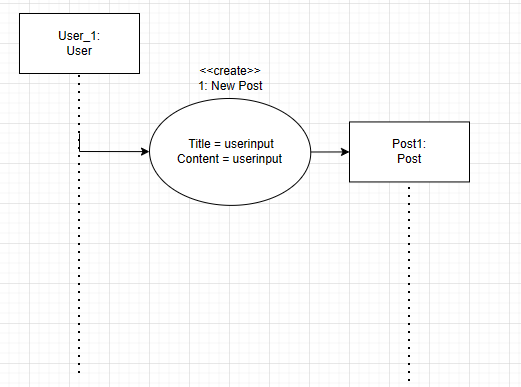 User_1:
User
<<create>>
1: New Post
Title = userinput
Content = userinput
Post1:
Post